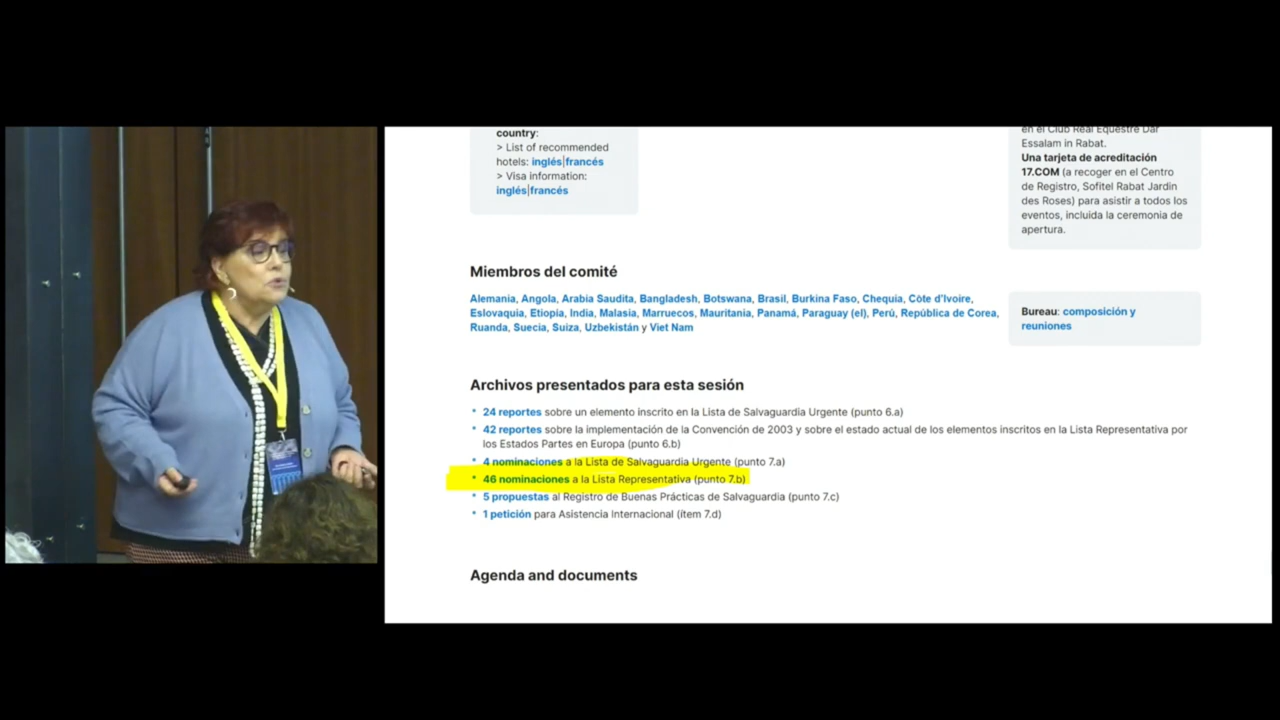 country:
> List of recommended
hotels: inglés|francés
> Visa information:
inglés|francés
en el Club Real Equestre Dar
Essalam in Rabat.
Una tarjeta de acreditación
17.COM (a recoger en el Centro
de Registro, Sofitel Rabat Jardin
des Roses) para asistir a todos los
eventos, incluida la ceremonia de
apertura.
Miembros del comité
Alemania, Angola, Arabia Saudita, Bangladesh, Botswana, Brasil, Burkina Faso, Chequia, Côte d'Ivoire,
Eslovaquia, Etiopia, India, Malasia, Marruecos, Mauritania, Panamá, Paraguay (el), Perú, República de Corea,
Ruanda, Suecia, Suiza, Uzbekistán y Viet Nam
Bureau: composición y
reuniones
Archivos presentados para esta sesión
• 24 reportes sobre un elemento inscrito en la Lista de Salvaguardia Urgente (punto 6.a)
• 42 reportes sobre la implementación de la Convención de 2003 y sobre el estado actual de los elementos inscritos en la Lista Representativa por
los Estados Partes en Europa (punto 6.b)
• 4 nominaciones a la Lista de Salvaguardia Urgente (punto 7.a)
• 46 nominaciones a la Lista Representativa (punto 7.b)
• 5 propuestas al Registro de Buenas Prácticas de Salvaguardia (punto 7.c)
• 1 petición para Asistencia Internacional (ítem 7.d)
Agenda and documents